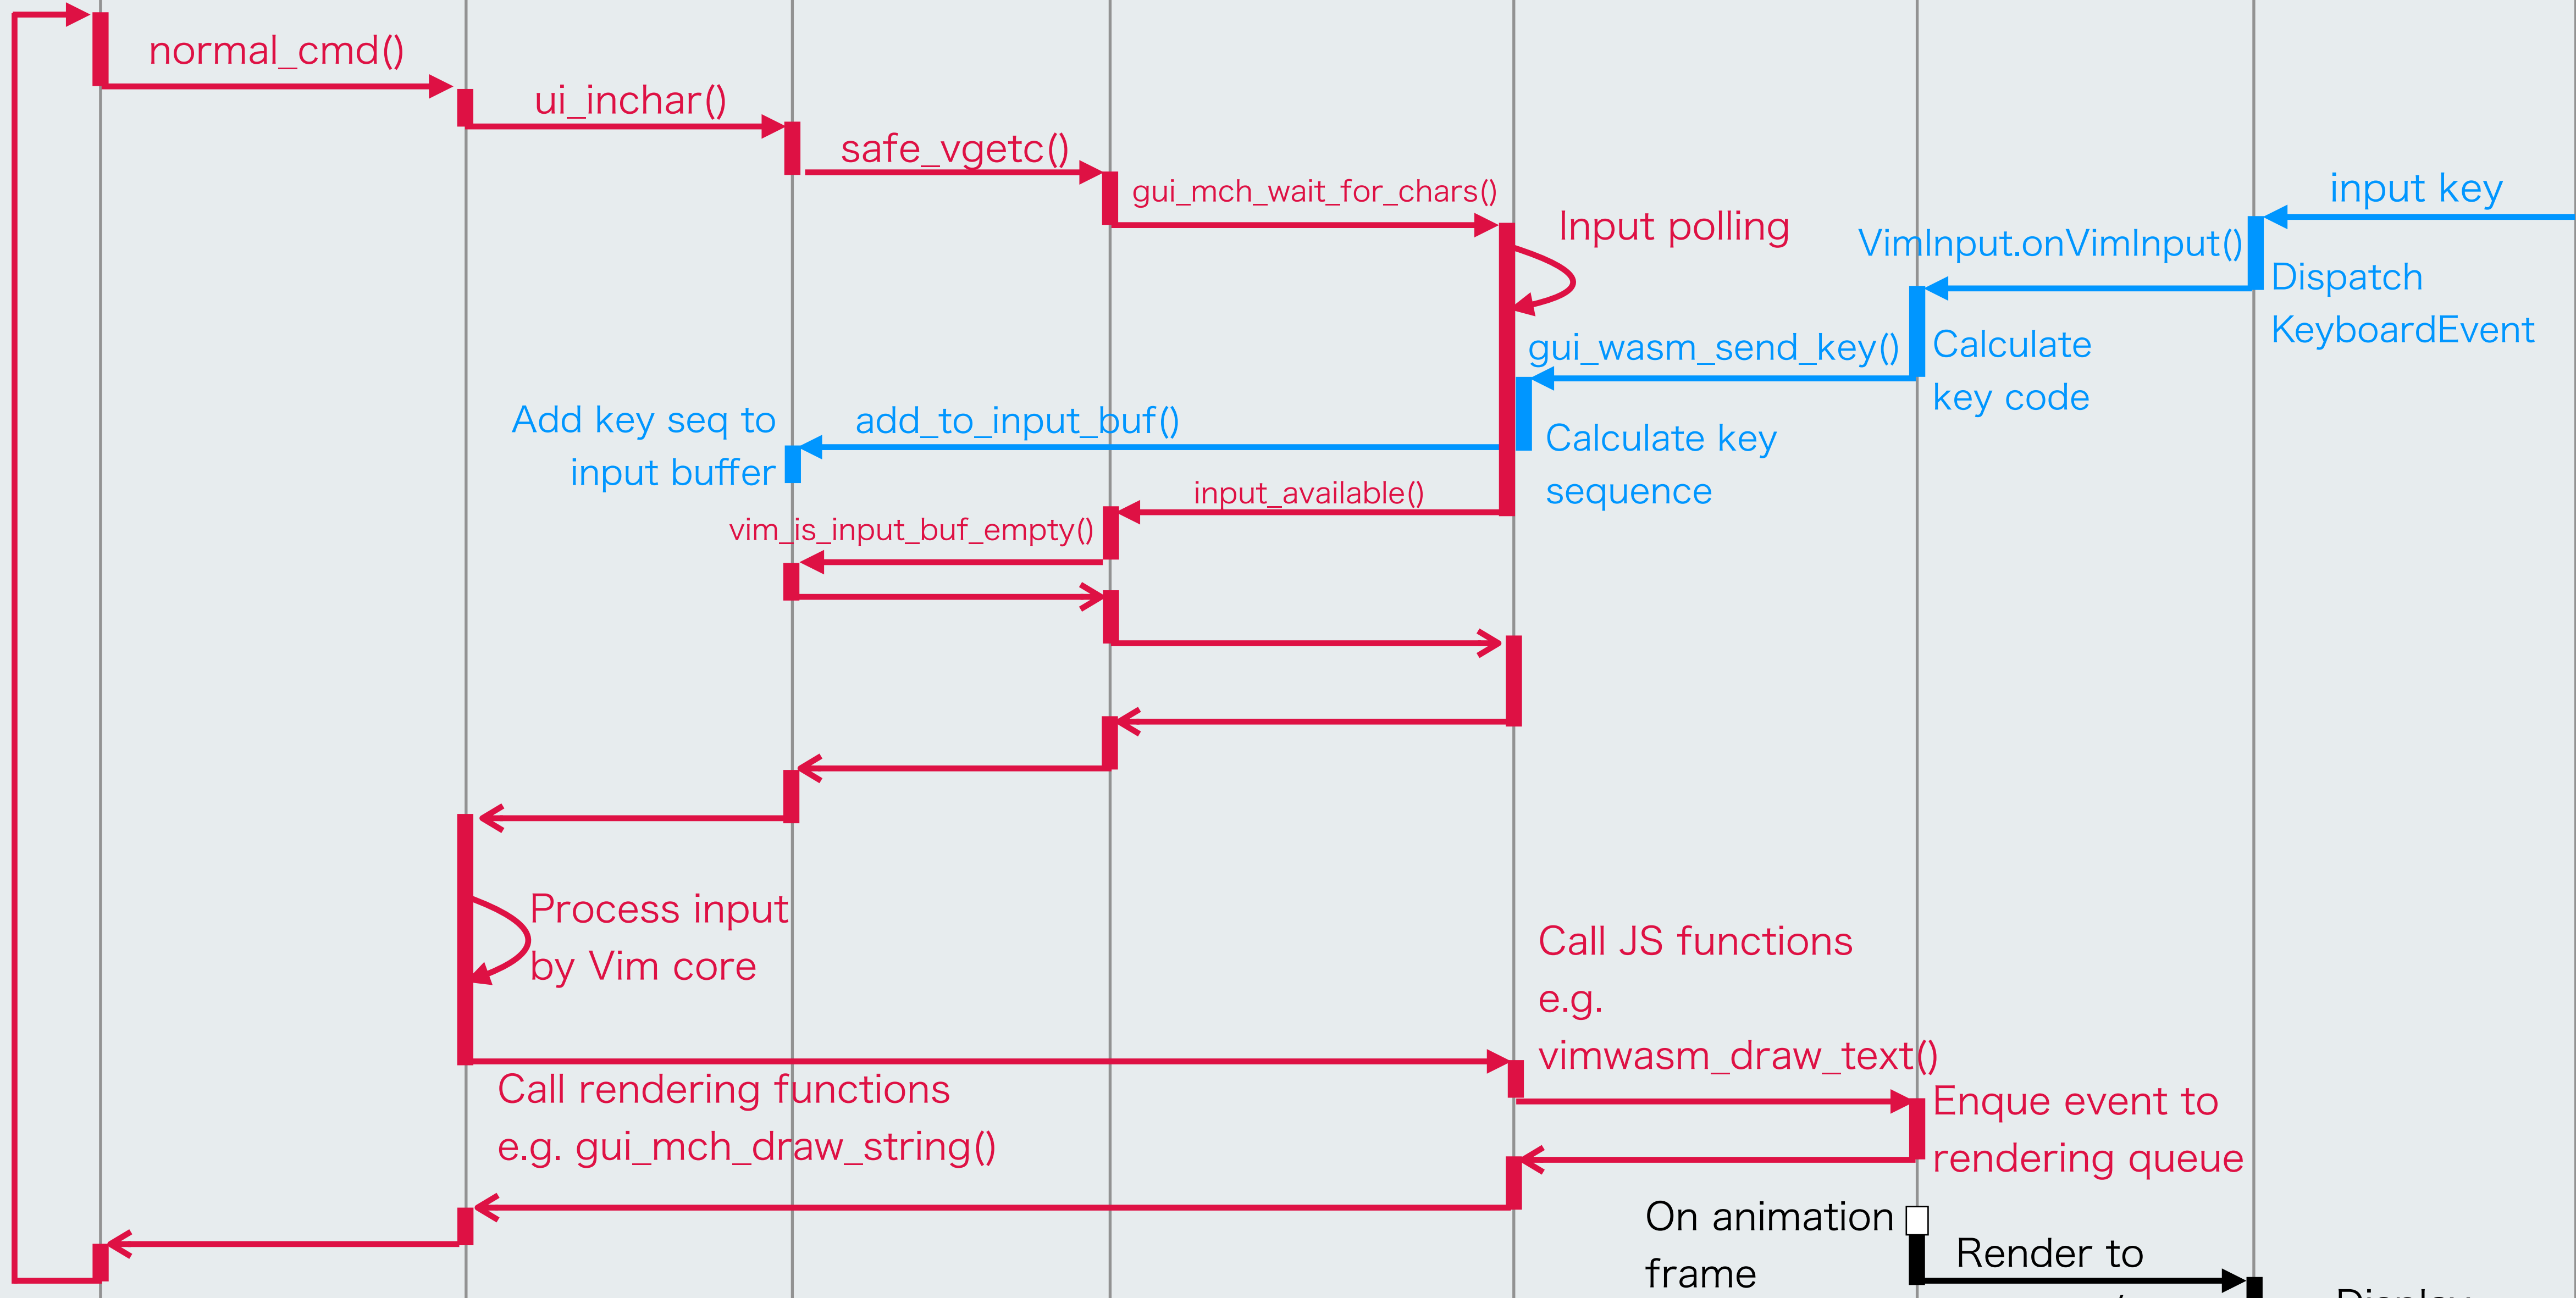 normal_cmd()
ui_inchar()
safe_vgetc()
gui_mch_wait_for_chars()
Input polling
input key
VimInput.onVimInput()
Dispatch
KeyboardEvent
gui_wasm_send_key()
Calculate
key code
Add key seq to
input buffer
add_to_input_buf()
Calculate key
sequence
input_available()
vim_is_input_buf_empty()
Process input
by Vim core
Call JS functions
e.g.
vimwasm_draw_text()
Call rendering functions
e.g. gui_mch_draw_string()
Enque event to
rendering queue
On animation
frame
Render to